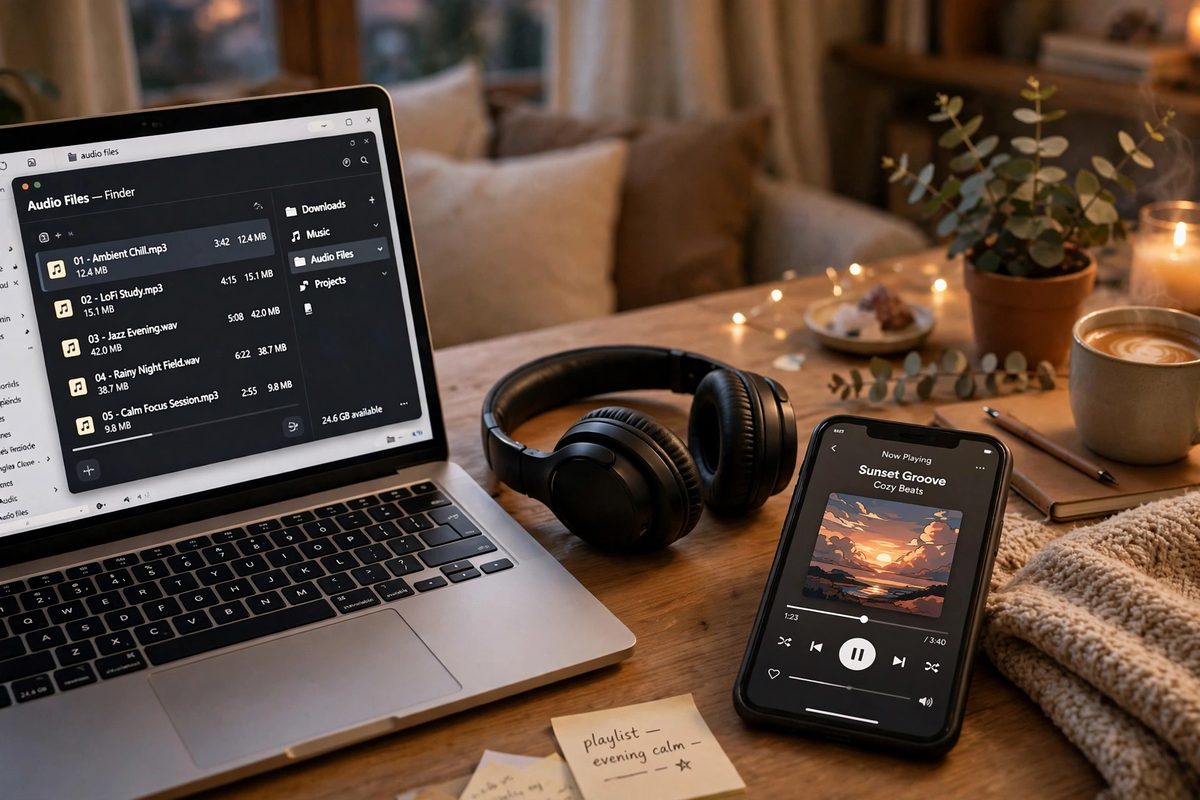 audio files
Audio Files — Finder
01 - Ambient Chill.mp3 3:42 12.4 MB
12.4 MB
02 - LoFi Study.mp3 4:15 15.1 MB
15.1 MB
03 - Jazz Evening.wav 5:08 42.0 MB
42.0 MB
04 - Rainy Night Field.wav 6:22 38.7 MB
38.7 MB
05 - Calm Focus Session.mp3 2:55 9.8 MB
9.8 MB
Downloads
Music
Audio Files
Projects
24.6 GB available
Now Playing
Sunset Groove
Cozy Beats
1:23 / 3:40
playlist —
evening calm —